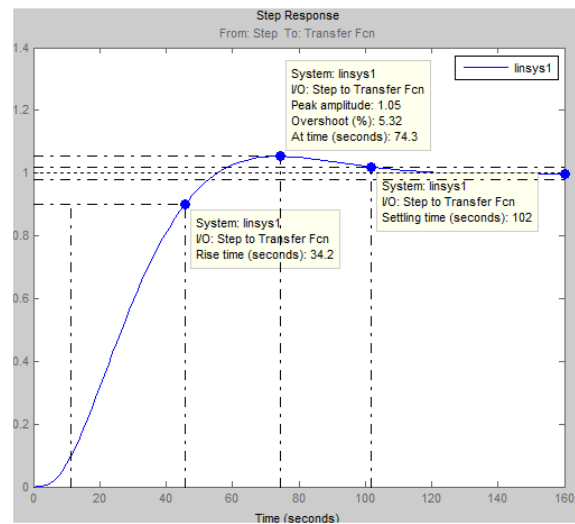 Step Response
From: Step To: Transfer Fcn
linsys1
System: linsys1
I/O: Step to Transfer Fcn
Peak amplitude: 1.05
Overshoot (%): 5.32
At time (seconds): 74.3
System: linsys1
I/O: Step to Transfer Fcn
Settling time (seconds): 102
System: linsys1
I/O: Step to Transfer Fcn
Rise time (seconds): 34.2
1.4
1.2
1
0.8
0.6
0.4
0.2
0
0 20 40 60 80 100 120 140 160
Time (seconds)